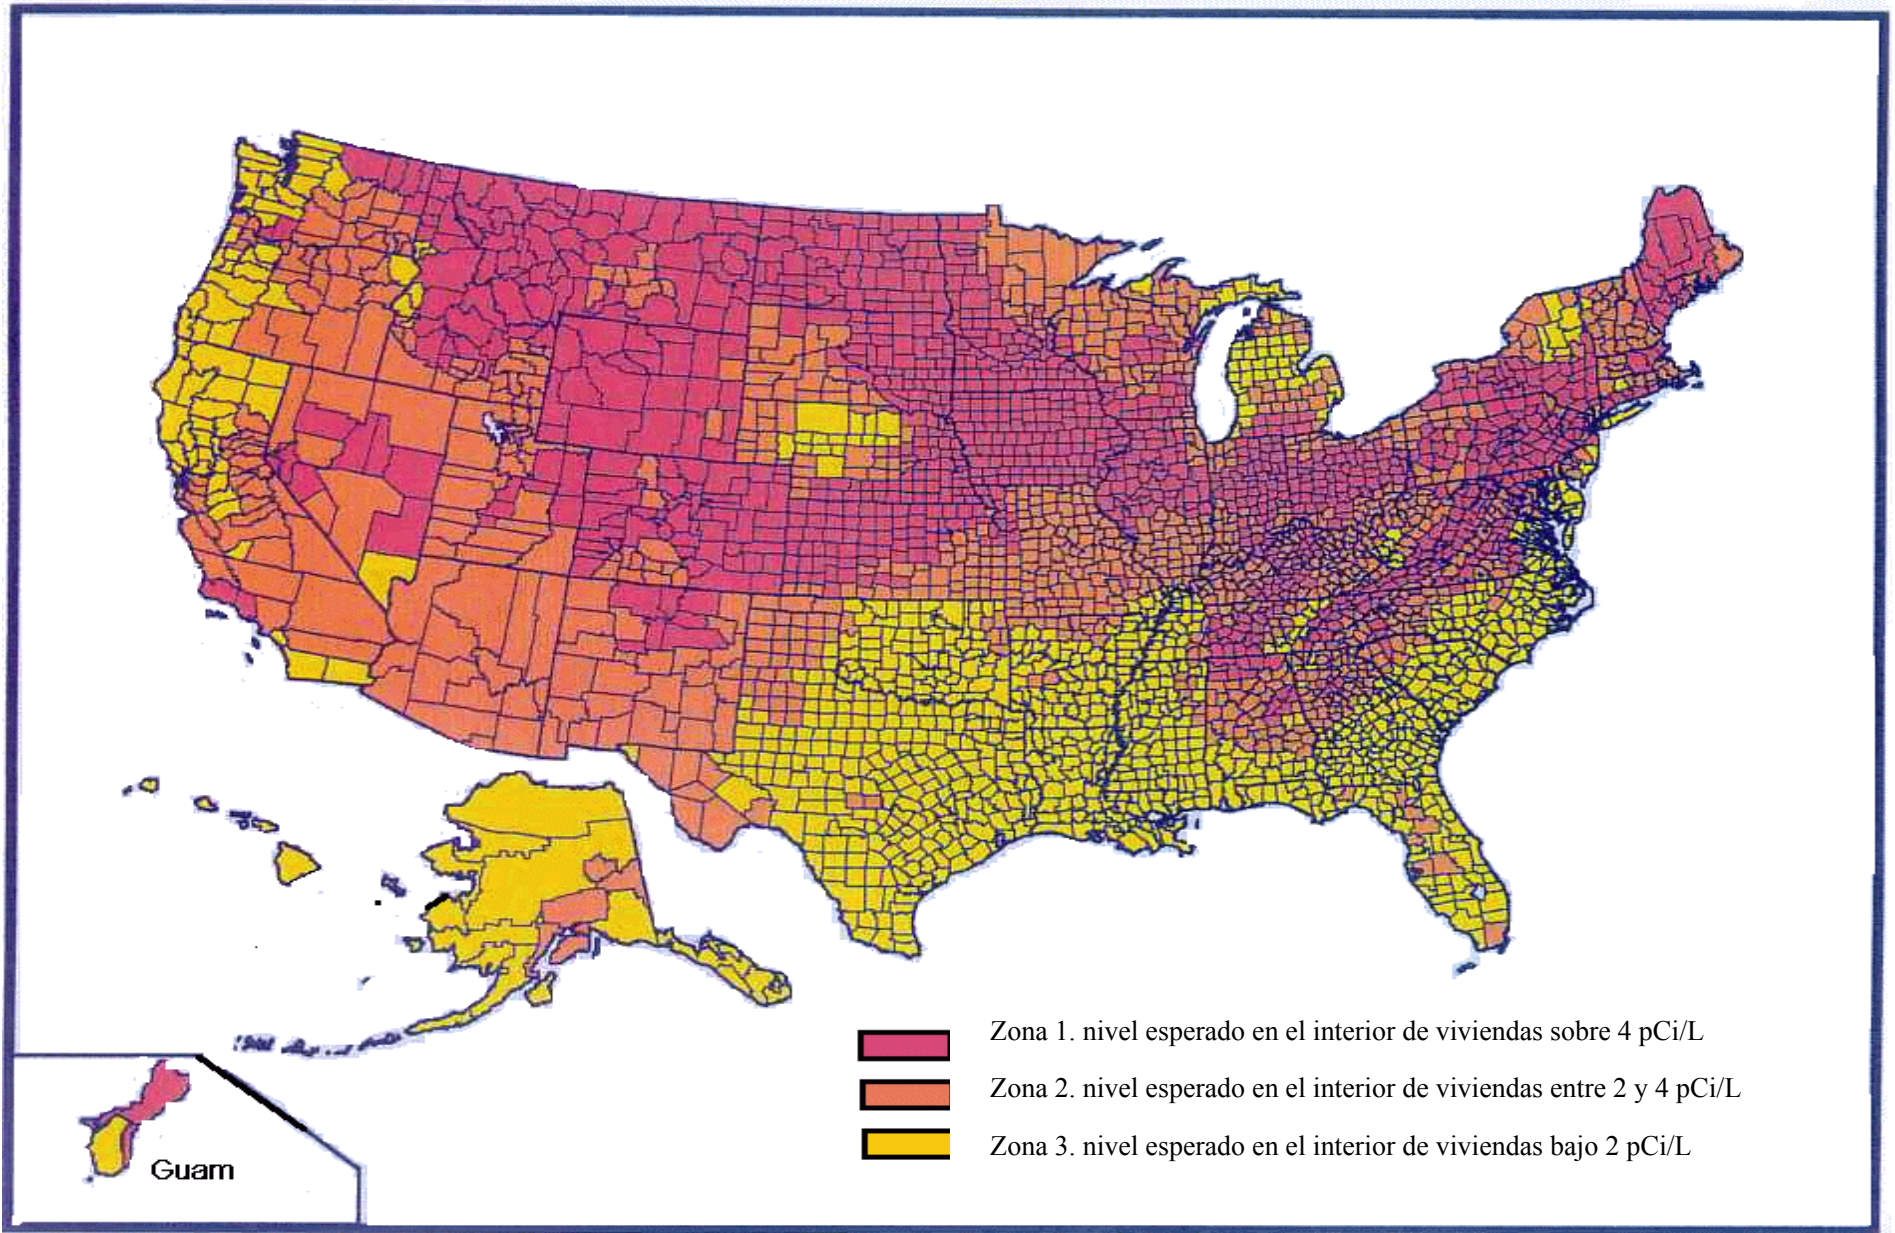 Zona 1. nivel esperado en el interior de viviendas sobre 4 pCi/L
Zona 2. nivel esperado en el interior de viviendas entre 2 y 4 pCi/L
Zona 3. nivel esperado en el interior de viviendas bajo 2 pCi/L
Guam